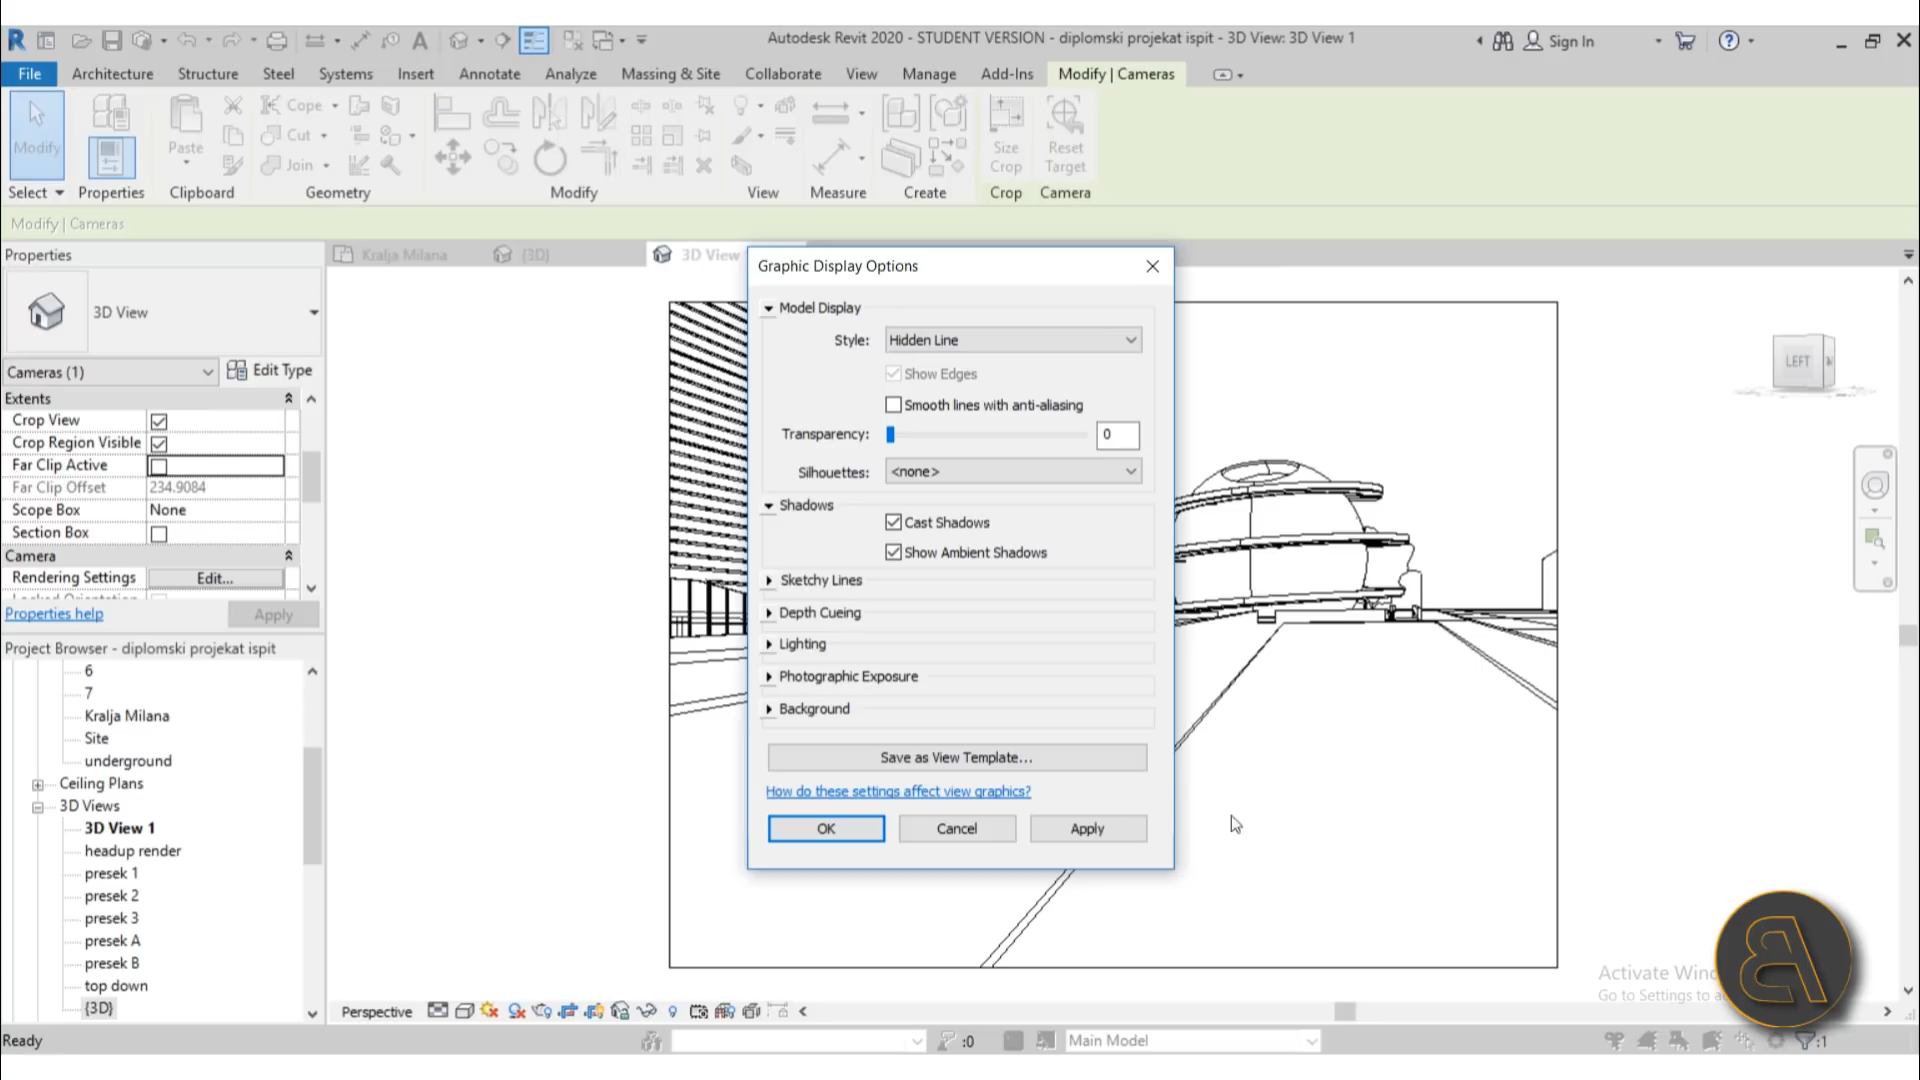 Autodesk Revit 2020 - STUDENT VERSION - diplomski projekat ispit - 3D View: 3D View 1
Sign In
File Architecture Structure Steel Systems Insert Annotate Analyze Massing & Site Collaborate View Manage Add-Ins Modify | Cameras
Modify
Paste
Cope
Cut
Join
Size Crop
Reset Target
Select Properties Clipboard Geometry Modify View Measure Create Crop Camera
Modify | Cameras
Properties
Kralja Milana
{3D}
3D View
3D View
Cameras (1)
Edit Type
Extents
Crop View
Crop Region Visible
Far Clip Active
Far Clip Offset 234.9084
Scope Box None
Section Box
Camera
Rendering Settings Edit...
Properties help
Apply
Project Browser - diplomski projekat ispit
6
7
Kralja Milana
Site
underground
Ceiling Plans
3D Views
3D View 1
headup render
presek 1
presek 2
presek 3
presek A
presek B
top down
{3D}
Graphic Display Options
Model Display
Style: Hidden Line
Show Edges
Smooth lines with anti-aliasing
Transparency: 0
Silhouettes: <none>
Shadows
Cast Shadows
Show Ambient Shadows
Sketchy Lines
Depth Cueing
Lighting
Photographic Exposure
Background
Save as View Template...
How do these settings affect view graphics?
OK Cancel Apply
LEFT
Activate Wind
Go to Settings to a
Perspective
Ready
:0
Main Model
:1